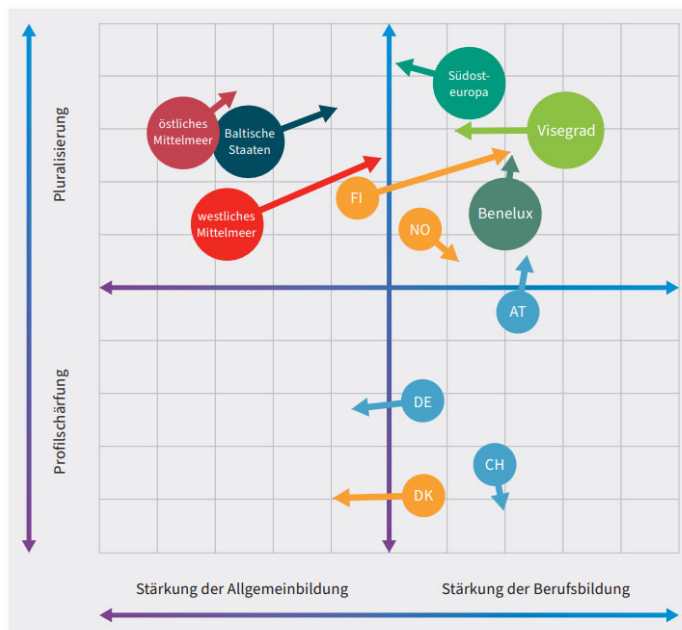 Pluralisierung
Profilschärfung
Südost-
europa
östliches
Mittelmeer
Baltische
Staaten
Visegrad
westliches
Mittelmeer
FI
NO
Benelux
AT
DE
CH
DK
Stärkung der Allgemeinbildung
Stärkung der Berufsbildung